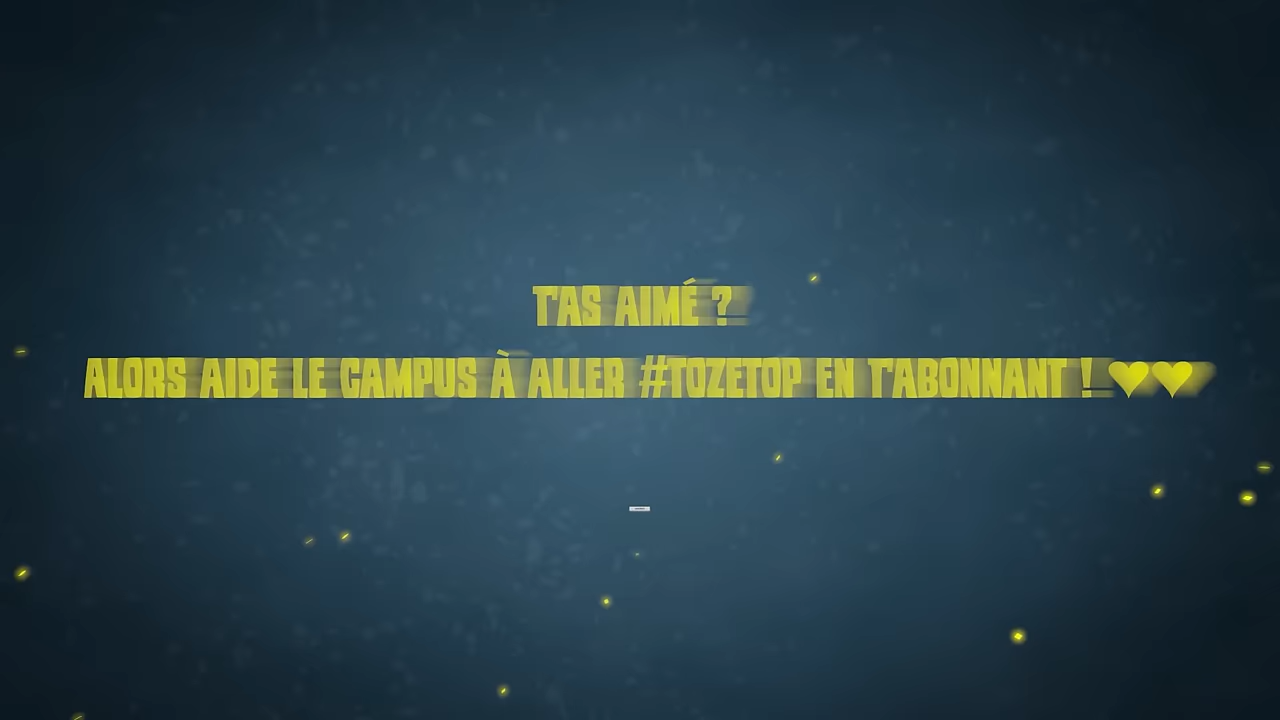 T'AS AIMÉ ?
ALORS AIDE LE CAMPUS À ALLER #TOZETOP EN T'ABONNANT ! ♥♥